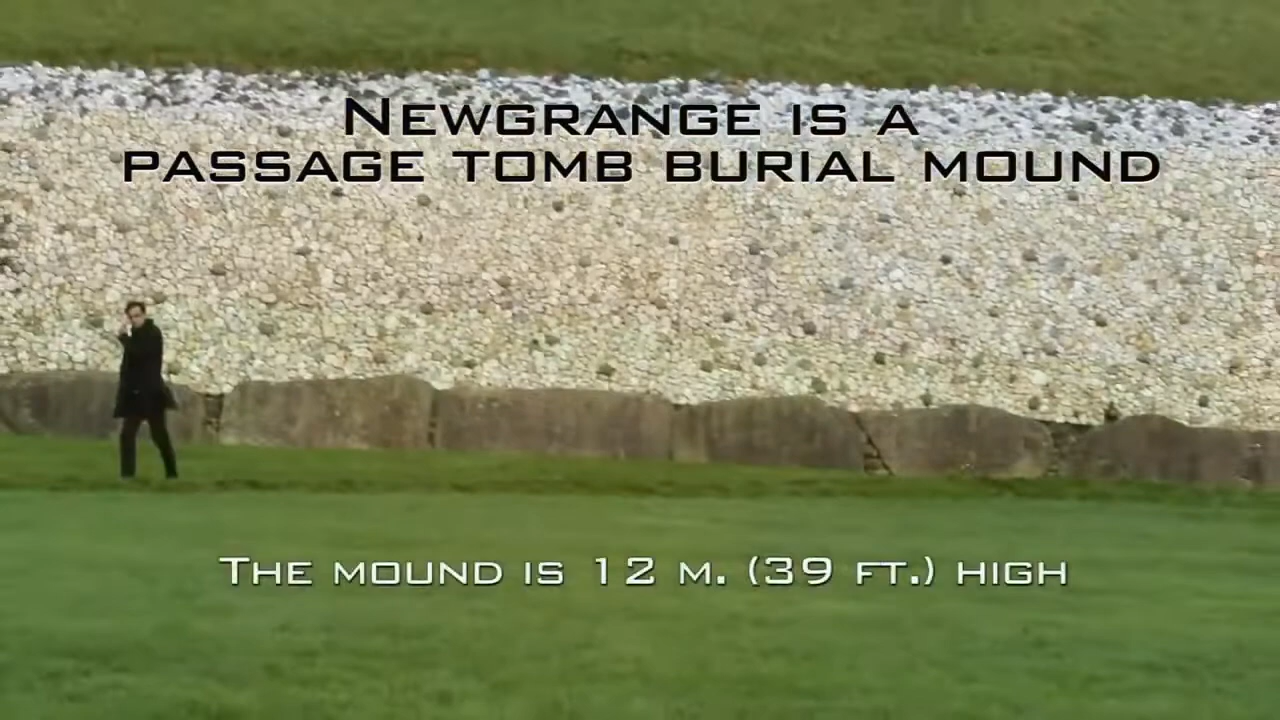 Newgrange is a
passage tomb burial mound
The mound is 12 m. (39 ft.) high